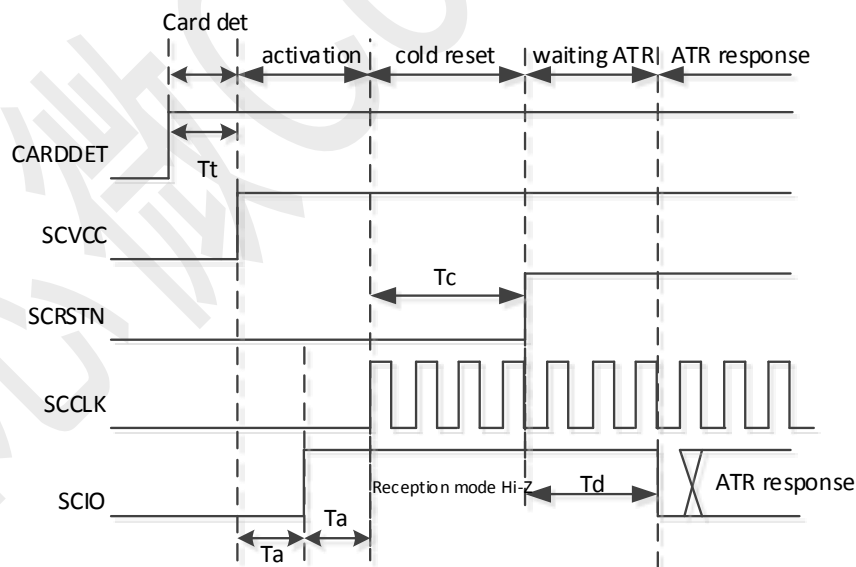 Card det
activation
cold reset
waiting ATR
ATR response
CARDDET
Tt
SCVCC
Tc
SCRSTN
SCCLK
Reception mode Hi-Z
Td
ATR response
SCIO
Ta
Ta